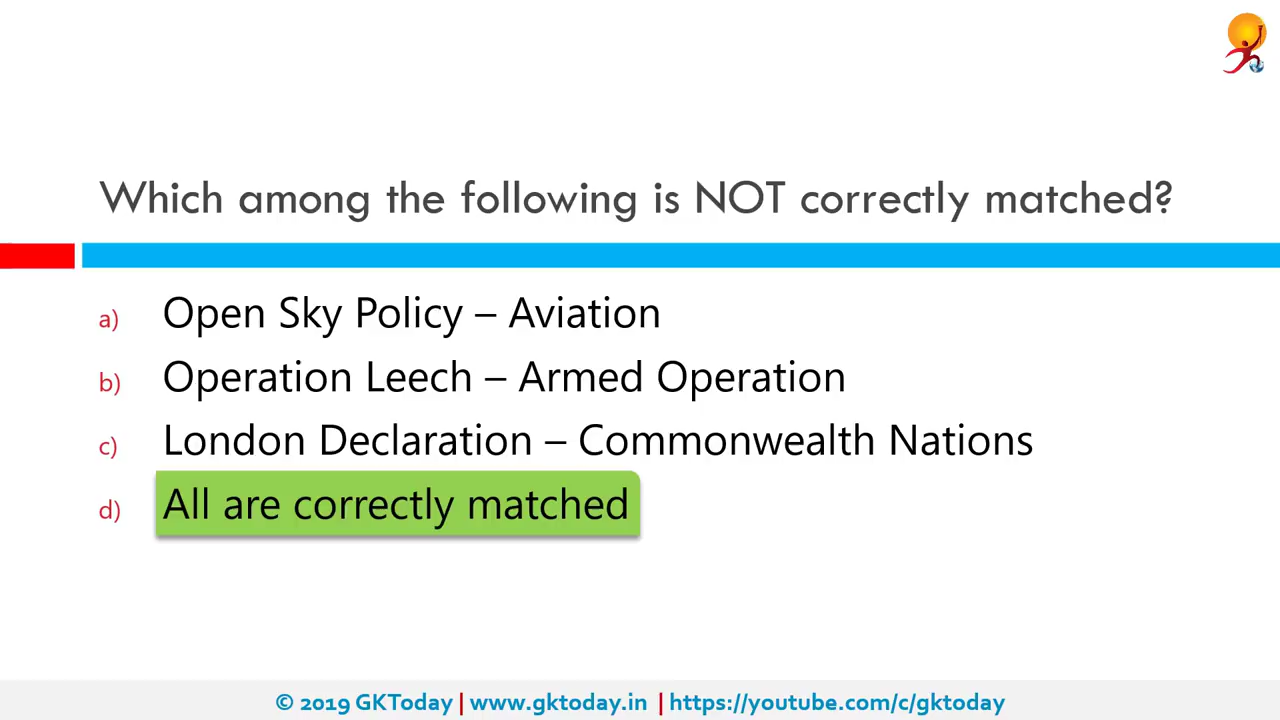 Which among the following is NOT correctly matched?
a) Open Sky Policy – Aviation
b) Operation Leech – Armed Operation
c) London Declaration – Commonwealth Nations
d) All are correctly matched
© 2019 GKToday | www.gktoday.in | https://youtube.com/c/gktoday